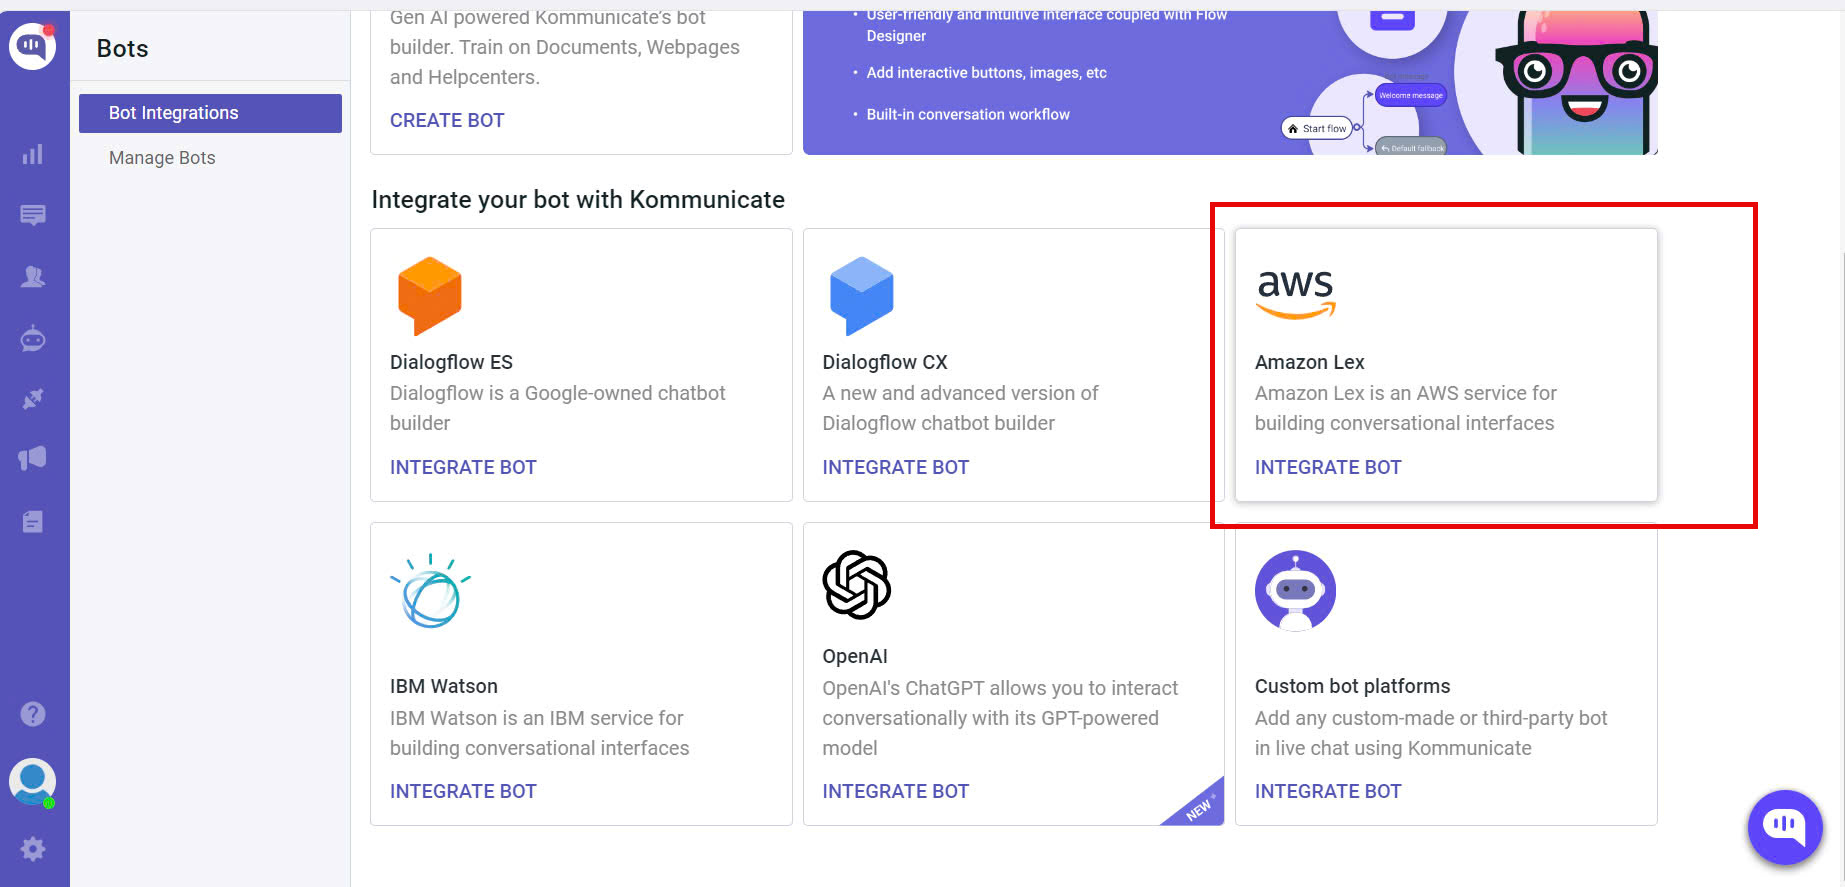 Bots
Bot Integrations
Manage Bots
Gen AI powered Kommunicate's bot
builder. Train on Documents, Webpages
and Helpcenters.
CREATE BOT
• User-friendly and intuitive interface coupled with Flow
Designer
• Add interactive buttons, images, etc
• Built-in conversation workflow
Welcome message
Start flow
Default fallback
Integrate your bot with Kommunicate
Dialogflow ES
Dialogflow is a Google-owned chatbot
builder
INTEGRATE BOT
Dialogflow CX
A new and advanced version of
Dialogflow chatbot builder
INTEGRATE BOT
aws
Amazon Lex
Amazon Lex is an AWS service for
building conversational interfaces
INTEGRATE BOT
IBM Watson
IBM Watson is an IBM service for
building conversational interfaces
INTEGRATE BOT
OpenAI
OpenAI's ChatGPT allows you to interact
conversationally with its GPT-powered
model
INTEGRATE BOT
NEW
Custom bot platforms
Add any custom-made or third-party bot
in live chat using Kommunicate
INTEGRATE BOT